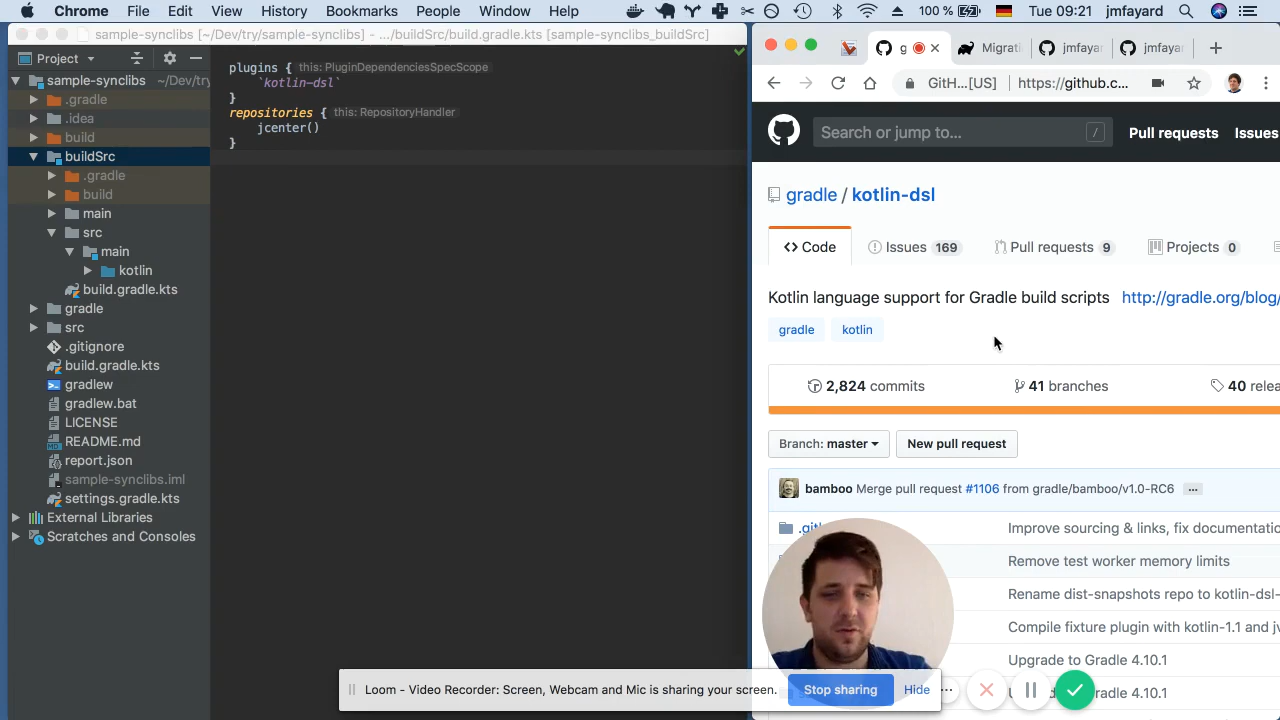 Chrome File Edit View History Bookmarks People Window Help 100 % Tue 09:21 jmfayard
sample-synclibs [~/Dev/try/sample-synclibs] - .../buildSrc/build.gradle.kts [sample-synclibs_buildSrc]
Project
sample-synclibs ~/Dev/try
.gradle
.idea
build
buildSrc
.gradle
build
main
src
main
kotlin
build.gradle.kts
gradle
src
.gitignore
build.gradle.kts
gradlew
gradlew.bat
LICENSE
README.md
report.json
sample-synclibs.iml
settings.gradle.kts
External Libraries
Scratches and Consoles
plugins { this: PluginDependenciesSpecScope
`kotlin-dsl`
}
repositories { this: RepositoryHandler
jcenter()
}
g Migrati jmfayar jmfayar
GitH...[US] https://github.c...
Search or jump to... /
Pull requests Issues
gradle / kotlin-dsl
Code Issues 169 Pull requests 9 Projects 0
Kotlin language support for Gradle build scripts http://gradle.org/blog/
gradle kotlin
2,824 commits 41 branches 40 relea
Branch: master New pull request
bamboo Merge pull request #1106 from gradle/bamboo/v1.0-RC6 ...
Improve sourcing & links, fix documentatio
Remove test worker memory limits
Rename dist-snapshots repo to kotlin-dsl-
Compile fixture plugin with kotlin-1.1 and jv
Upgrade to Gradle 4.10.1
radle 4.10.1
Loom - Video Recorder: Screen, Webcam and Mic is sharing your screen. Stop sharing Hide